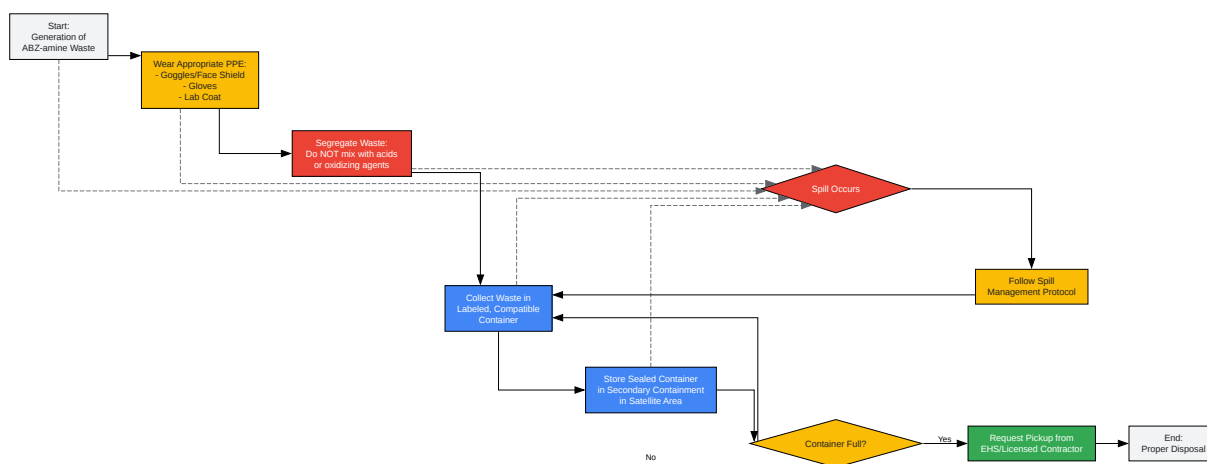 Start:
Generation of
ABZ-amine Waste
Wear Appropriate PPE:
- Goggles/Face Shield
- Gloves
- Lab Coat
Segregate Waste:
Do NOT mix with acids
or oxidizing agents
Spill Occurs
Follow Spill
Management Protocol
Collect Waste in
Labeled, Compatible
Container
Store Sealed Container
in Secondary Containment
in Satellite Area
Container Full?
Yes
Request Pickup from
EHS/Licensed Contractor
End:
Proper Disposal
No